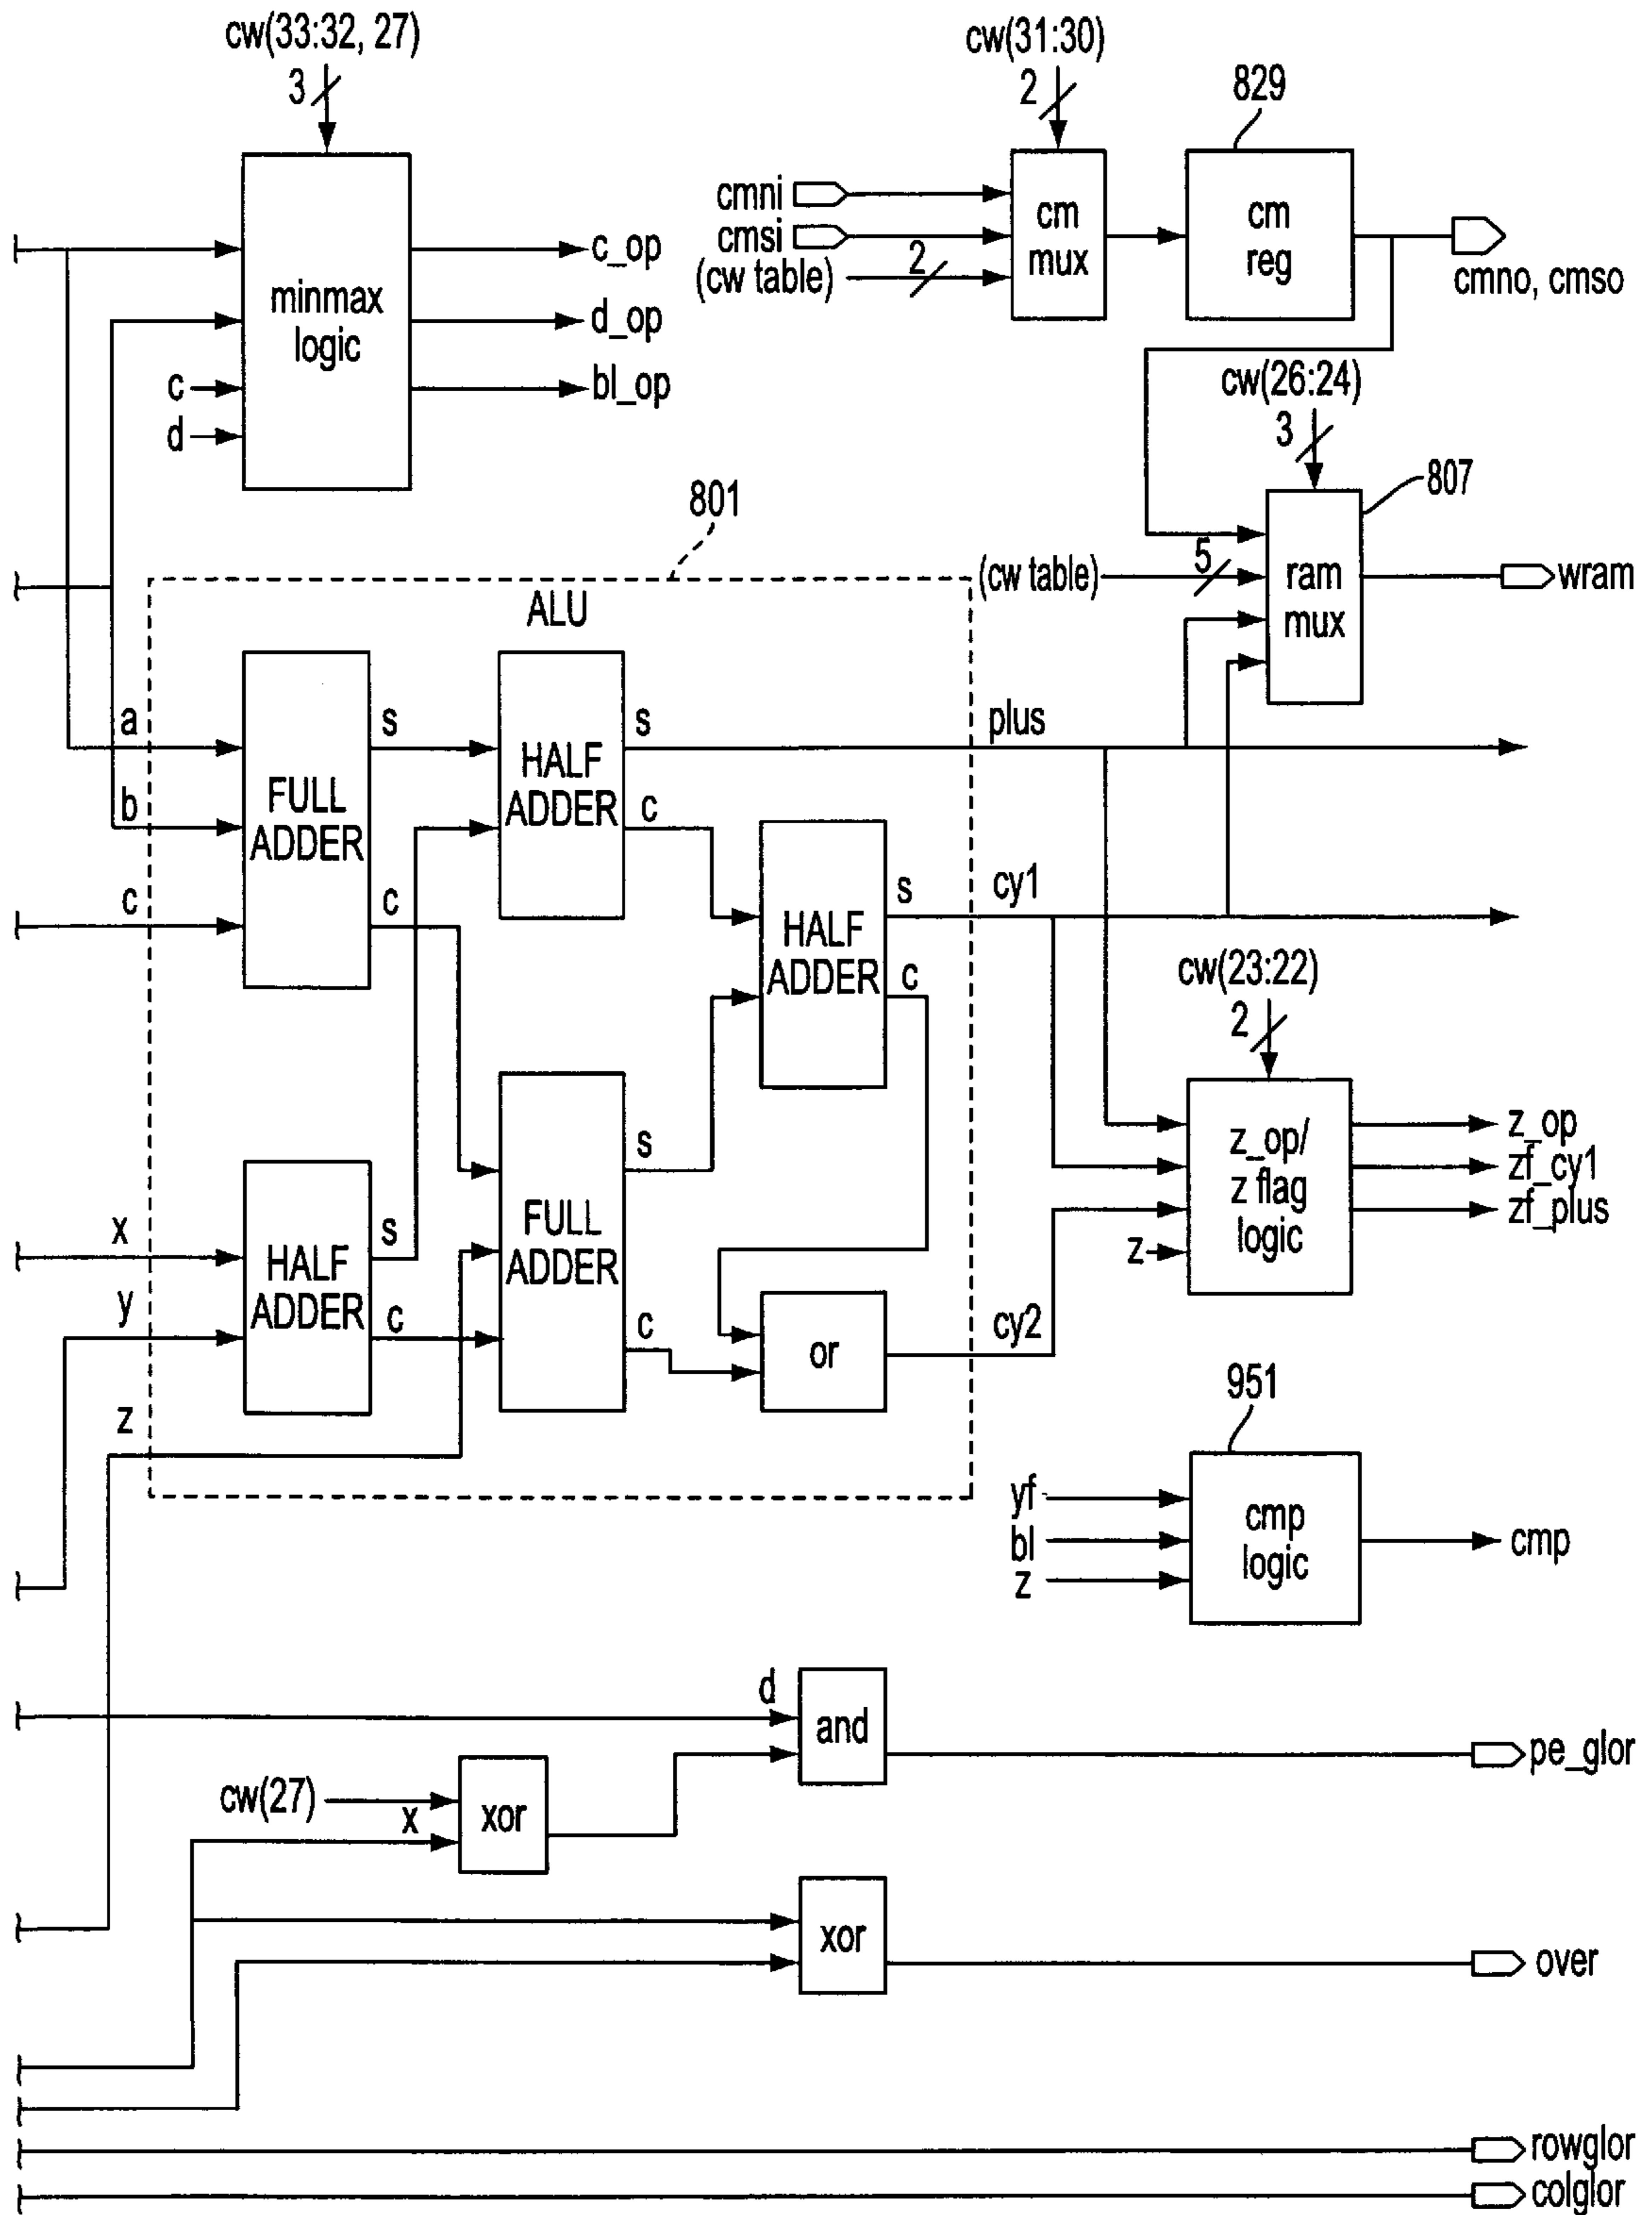 cw(33:32, 27)
3
minmax
logic
c
d
c_op
d_op
bl_op
cw(31:30)
2
cmni
cmsi
(cw table)
2
cm
mux
829
cm
reg
cmno, cmso
cw(26:24)
3
807
(cw table)
5
ram
mux
wram
801
ALU
a
b
c
FULL
ADDER
s
c
HALF
ADDER
s
c
HALF
ADDER
s
c
plus
cy1
x
y
z
HALF
ADDER
s
c
FULL
ADDER
s
c
or
cy2
cw(23:22)
2
z_op/
z flag
logic
z
z_op
zf_cy1
zf_plus
951
yf
bl
z
cmp
logic
cmp
d
and
pe_glor
cw(27)
x
xor
xor
over
rowglor
colglor